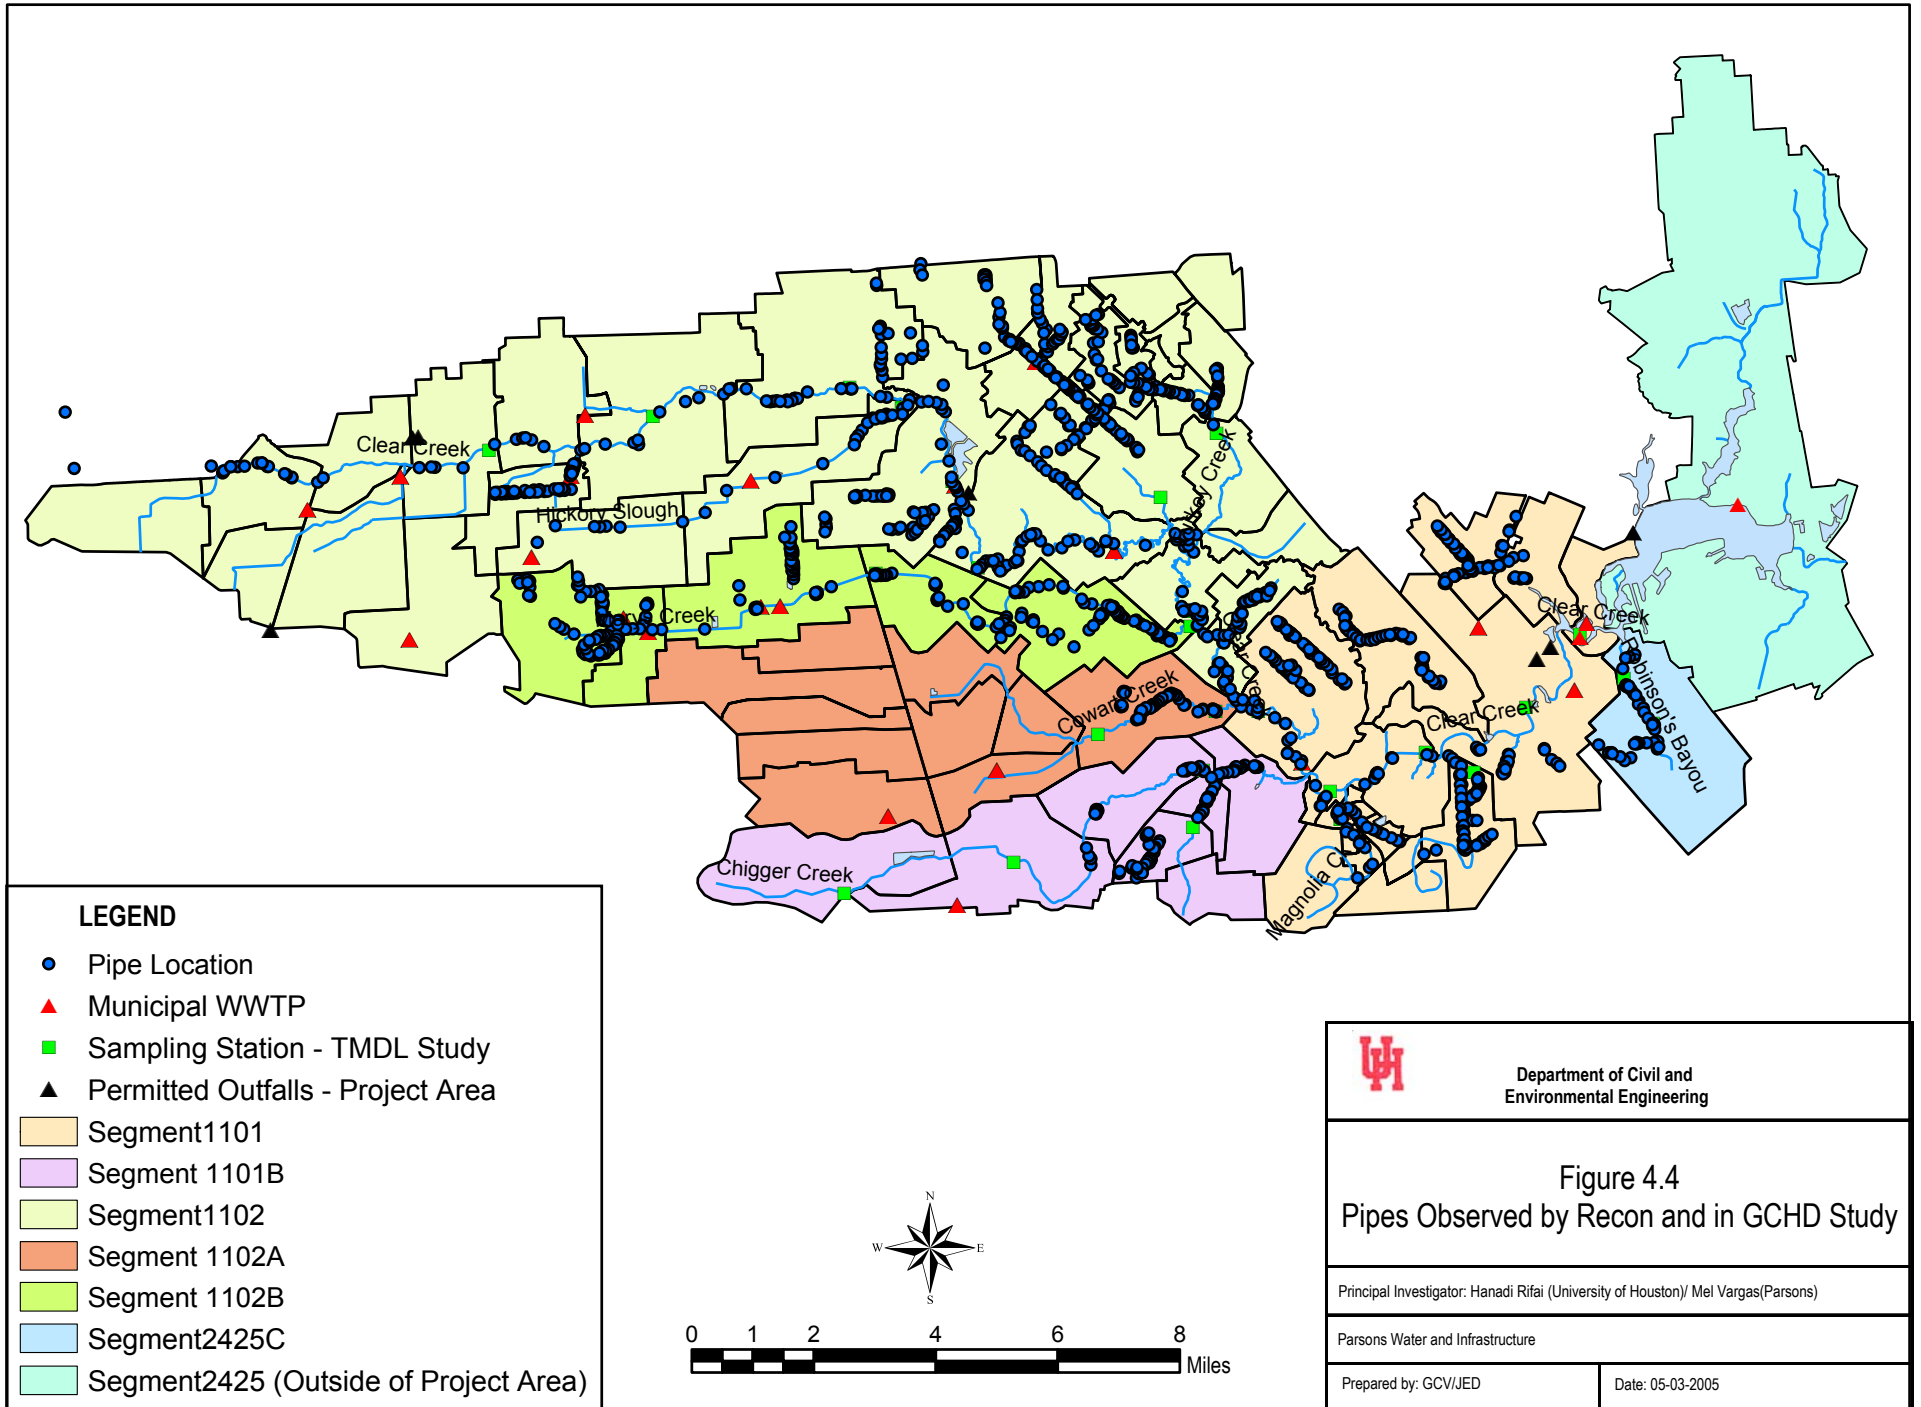 Clear Creek
Hickory Slough
Creek
Creek
Clear Creek
Cowart Creek
Clear Creek
Clear Creek
Robinson's Bayou
Chigger Creek
Magnolia
LEGEND
Pipe Location
Municipal WWTP
Sampling Station - TMDL Study
Permitted Outfalls - Project Area
Segment1101
Segment 1101B
Segment1102
Segment 1102A
Segment 1102B
Segment2425C
Segment2425 (Outside of Project Area)
N
W E
S
0 1 2 4 6 8
Miles
UH
Department of Civil and
Environmental Engineering
Figure 4.4
Pipes Observed by Recon and in GCHD Study
Principal Investigator: Hanadi Rifai (University of Houston)/ Mel Vargas(Parsons)
Parsons Water and Infrastructure
Prepared by: GCV/JED
Date: 05-03-2005